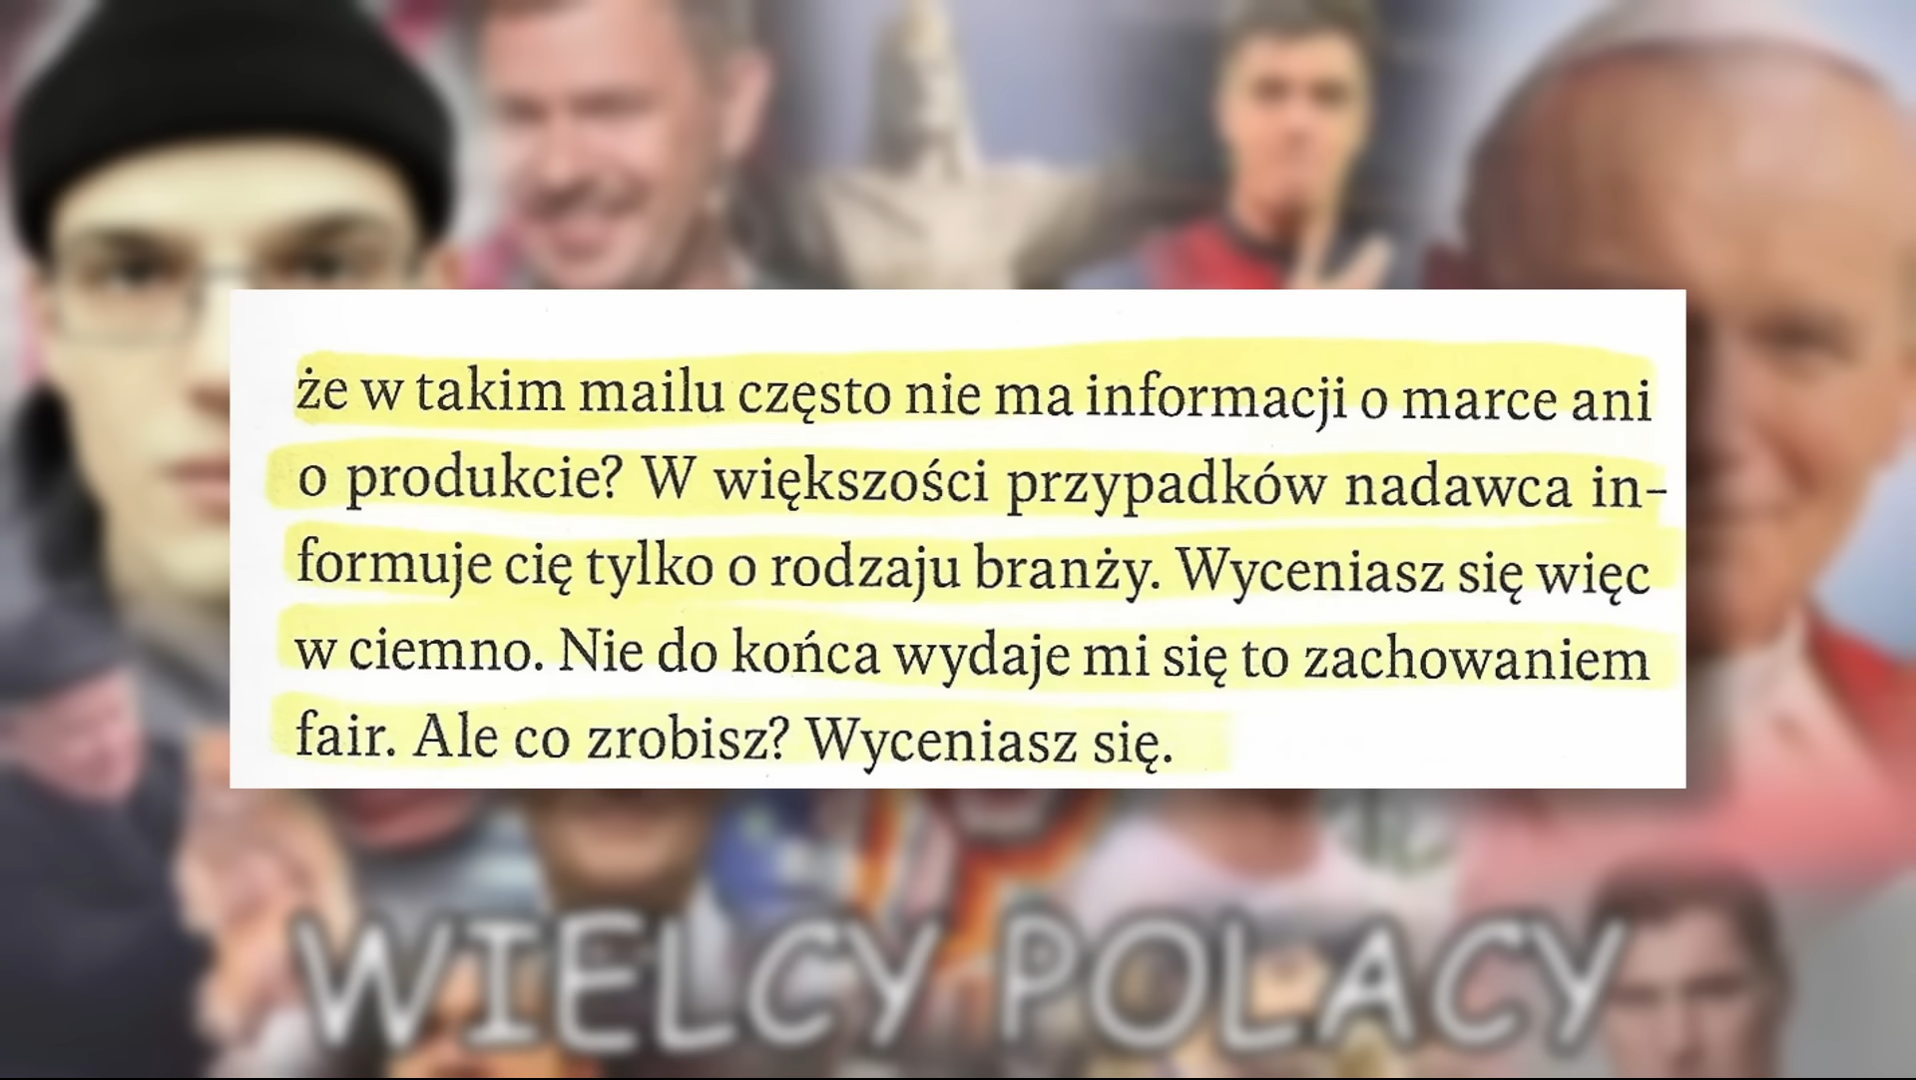 że w takim mailu często nie ma informacji o marce ani
o produkcie? W większości przypadków nadawca in-
formuje cię tylko o rodzaju branży. Wyceniasz się więc
w ciemno. Nie do końca wydaje mi się to zachowaniem
fair. Ale co zrobisz? Wyceniasz się.
WIELCY POLACY